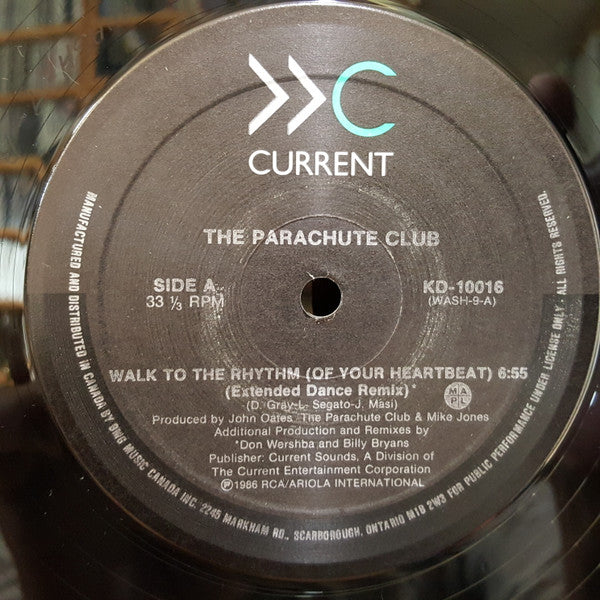 CURRENT
THE PARACHUTE CLUB
SIDE A
33 ⅓ RPM
KD-10016
(WASH-9-A)
WALK TO THE RHYTHM (OF YOUR HEARTBEAT) 6:55
(Extended Dance Remix)*
(D. Gray-L. Segato-J. Masi)
MAPL
Produced by John Oates, The Parachute Club & Mike Jones
Additional Production and Remixes by
*Don Wershba and Billy Bryans
Publisher: Current Sounds, A Division of
The Current Entertainment Corporation
Ⓟ1986 RCA/ARIOLA INTERNATIONAL
MANUFACTURED AND DISTRIBUTED IN CANADA BY BMG MUSIC CANADA INC. 2245 MARKHAM RD., SCARBOROUGH, ONTARIO M1B 2W3 FOR PUBLIC PERFORMANCE UNDER LICENSE ONLY. ALL RIGHTS RESERVED.